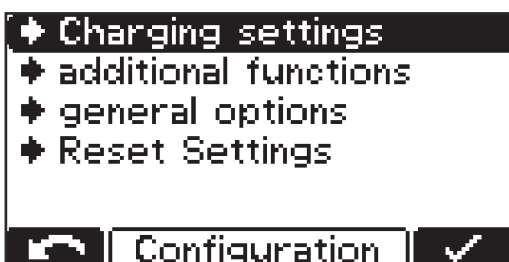 Charging settings
additional functions
general options
Reset Settings
Configuration